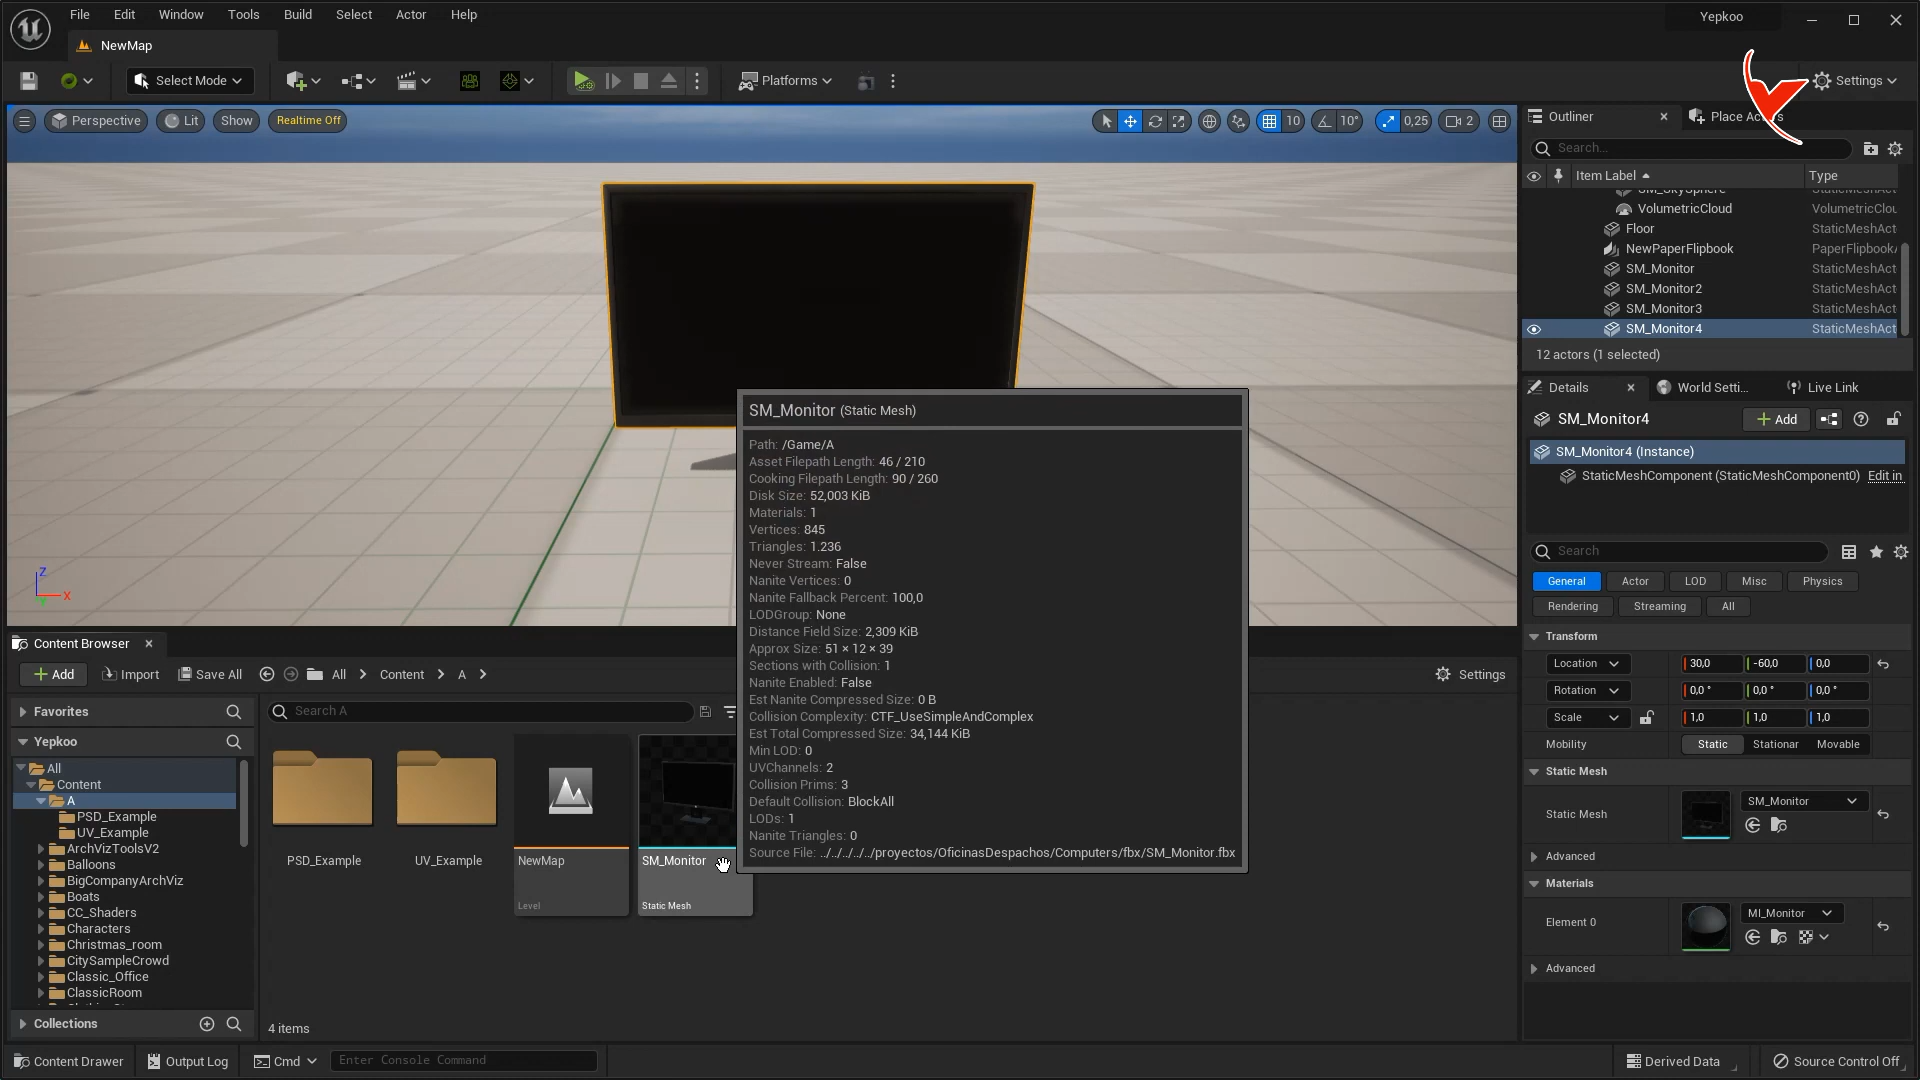 File Edit Window Tools Build Select Actor Help
Yepkoo
NewMap
Select Mode
Platforms
Settings
Perspective
Lit
Show
Realtime Off
10
10°
0,25
2
Outliner
Place Actors
Search...
Item Label
Type
SM_SkySphere
StaticMeshAct
VolumetricCloud
VolumetricClou
Floor
StaticMeshAct
NewPaperFlipbook
PaperFlipbook
SM_Monitor
StaticMeshAct
SM_Monitor2
StaticMeshAct
SM_Monitor3
StaticMeshAct
SM_Monitor4
StaticMeshAct
12 actors (1 selected)
Details
World Setti...
Live Link
SM_Monitor4
Add
SM_Monitor4 (Instance)
StaticMeshComponent (StaticMeshComponent0)
Edit in
Search
General
Actor
LOD
Misc
Physics
Rendering
Streaming
All
Transform
Location
30,0
-60,0
0,0
Rotation
0,0 °
0,0 °
0,0 °
Scale
1,0
1,0
1,0
Mobility
Static
Stationar
Movable
Static Mesh
Static Mesh
SM_Monitor
Advanced
Materials
Element 0
MI_Monitor
Advanced
Z
X
Y
SM_Monitor (Static Mesh)
Path: /Game/A
Asset Filepath Length: 46 / 210
Cooking Filepath Length: 90 / 260
Disk Size: 52,003 KiB
Materials: 1
Vertices: 845
Triangles: 1.236
Never Stream: False
Nanite Vertices: 0
Nanite Fallback Percent: 100,0
LODGroup: None
Distance Field Size: 2,309 KiB
Approx Size: 51 × 12 × 39
Sections with Collision: 1
Nanite Enabled: False
Est Nanite Compressed Size: 0 B
Collision Complexity: CTF_UseSimpleAndComplex
Est Total Compressed Size: 34,144 KiB
Min LOD: 0
UVChannels: 2
Collision Prims: 3
Default Collision: BlockAll
LODs: 1
Nanite Triangles: 0
Source File: ../../../../../proyectos/OficinasDespachos/Computers/fbx/SM_Monitor.fbx
Content Browser
Add
Import
Save All
All
Content
A
Settings
Favorites
Search A
Yepkoo
All
Content
A
PSD_Example
UV_Example
ArchVizToolsV2
Balloons
BigCompanyArchViz
Boats
CC_Shaders
Characters
Christmas_room
CitySampleCrowd
Classic_Office
ClassicRoom
Collections
PSD_Example
UV_Example
NewMap
Level
SM_Monitor
Static Mesh
4 items
Content Drawer
Output Log
Cmd
Enter Console Command
Derived Data
Source Control Off